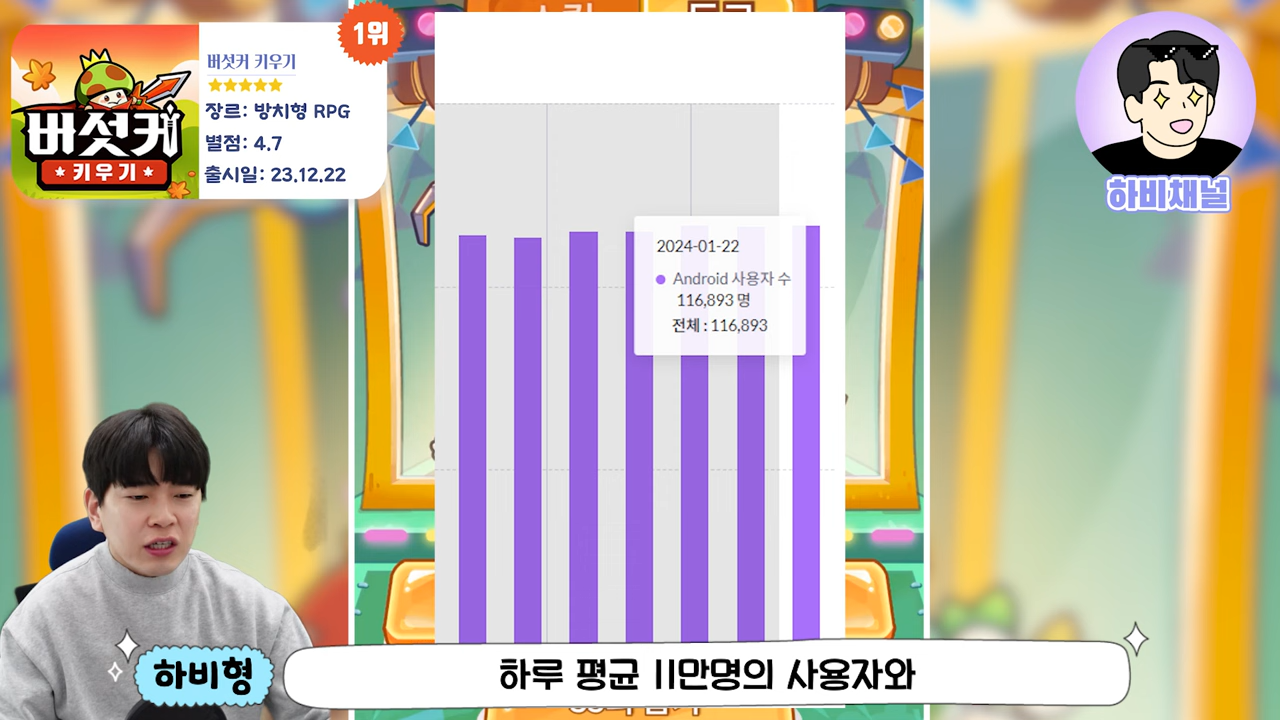 1위
버섯커 키우기
장르: 방치형 RPG
별점: 4.7
출시일: 23.12.22
버섯커
키우기
2024-01-22
Android 사용자 수
116,893 명
전체 : 116,893
하비채널
하비형
하루 평균 11만명의 사용자와